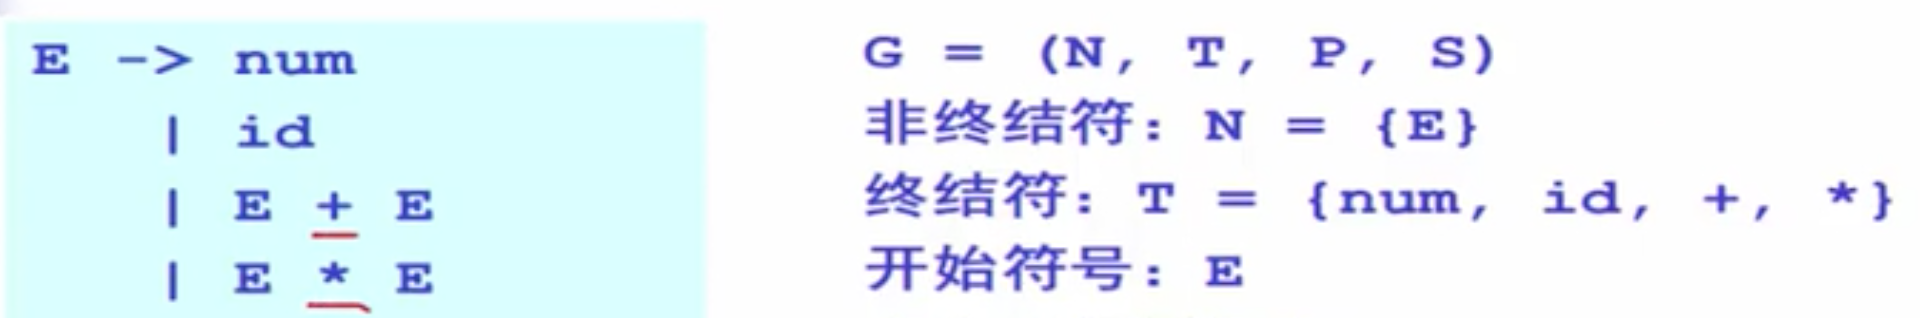 E -> num
| id
| E + E
| E * E
G = (N, T, P, S)
非终结符: N = {E}
终结符: T = {num, id, +, *}
开始符号: E